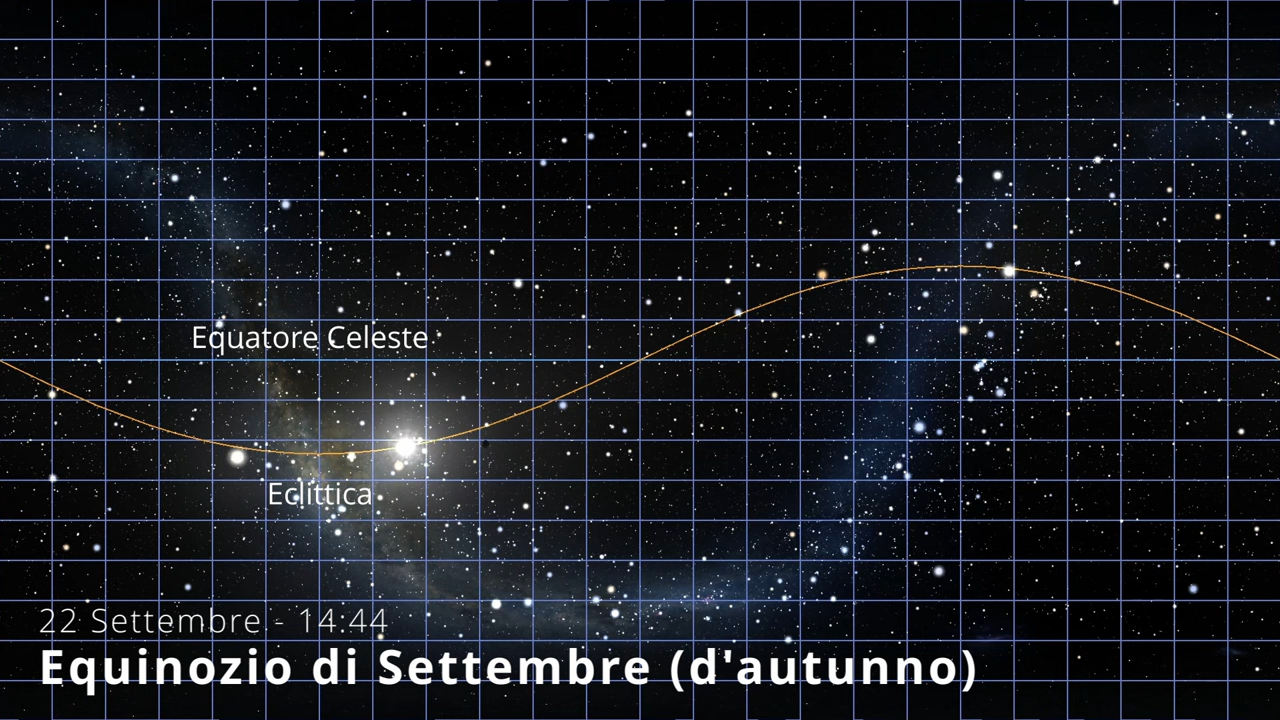 Equatore Celeste
Eclittica
22 Settembre - 14:44
Equinozio di Settembre (d'autunno)